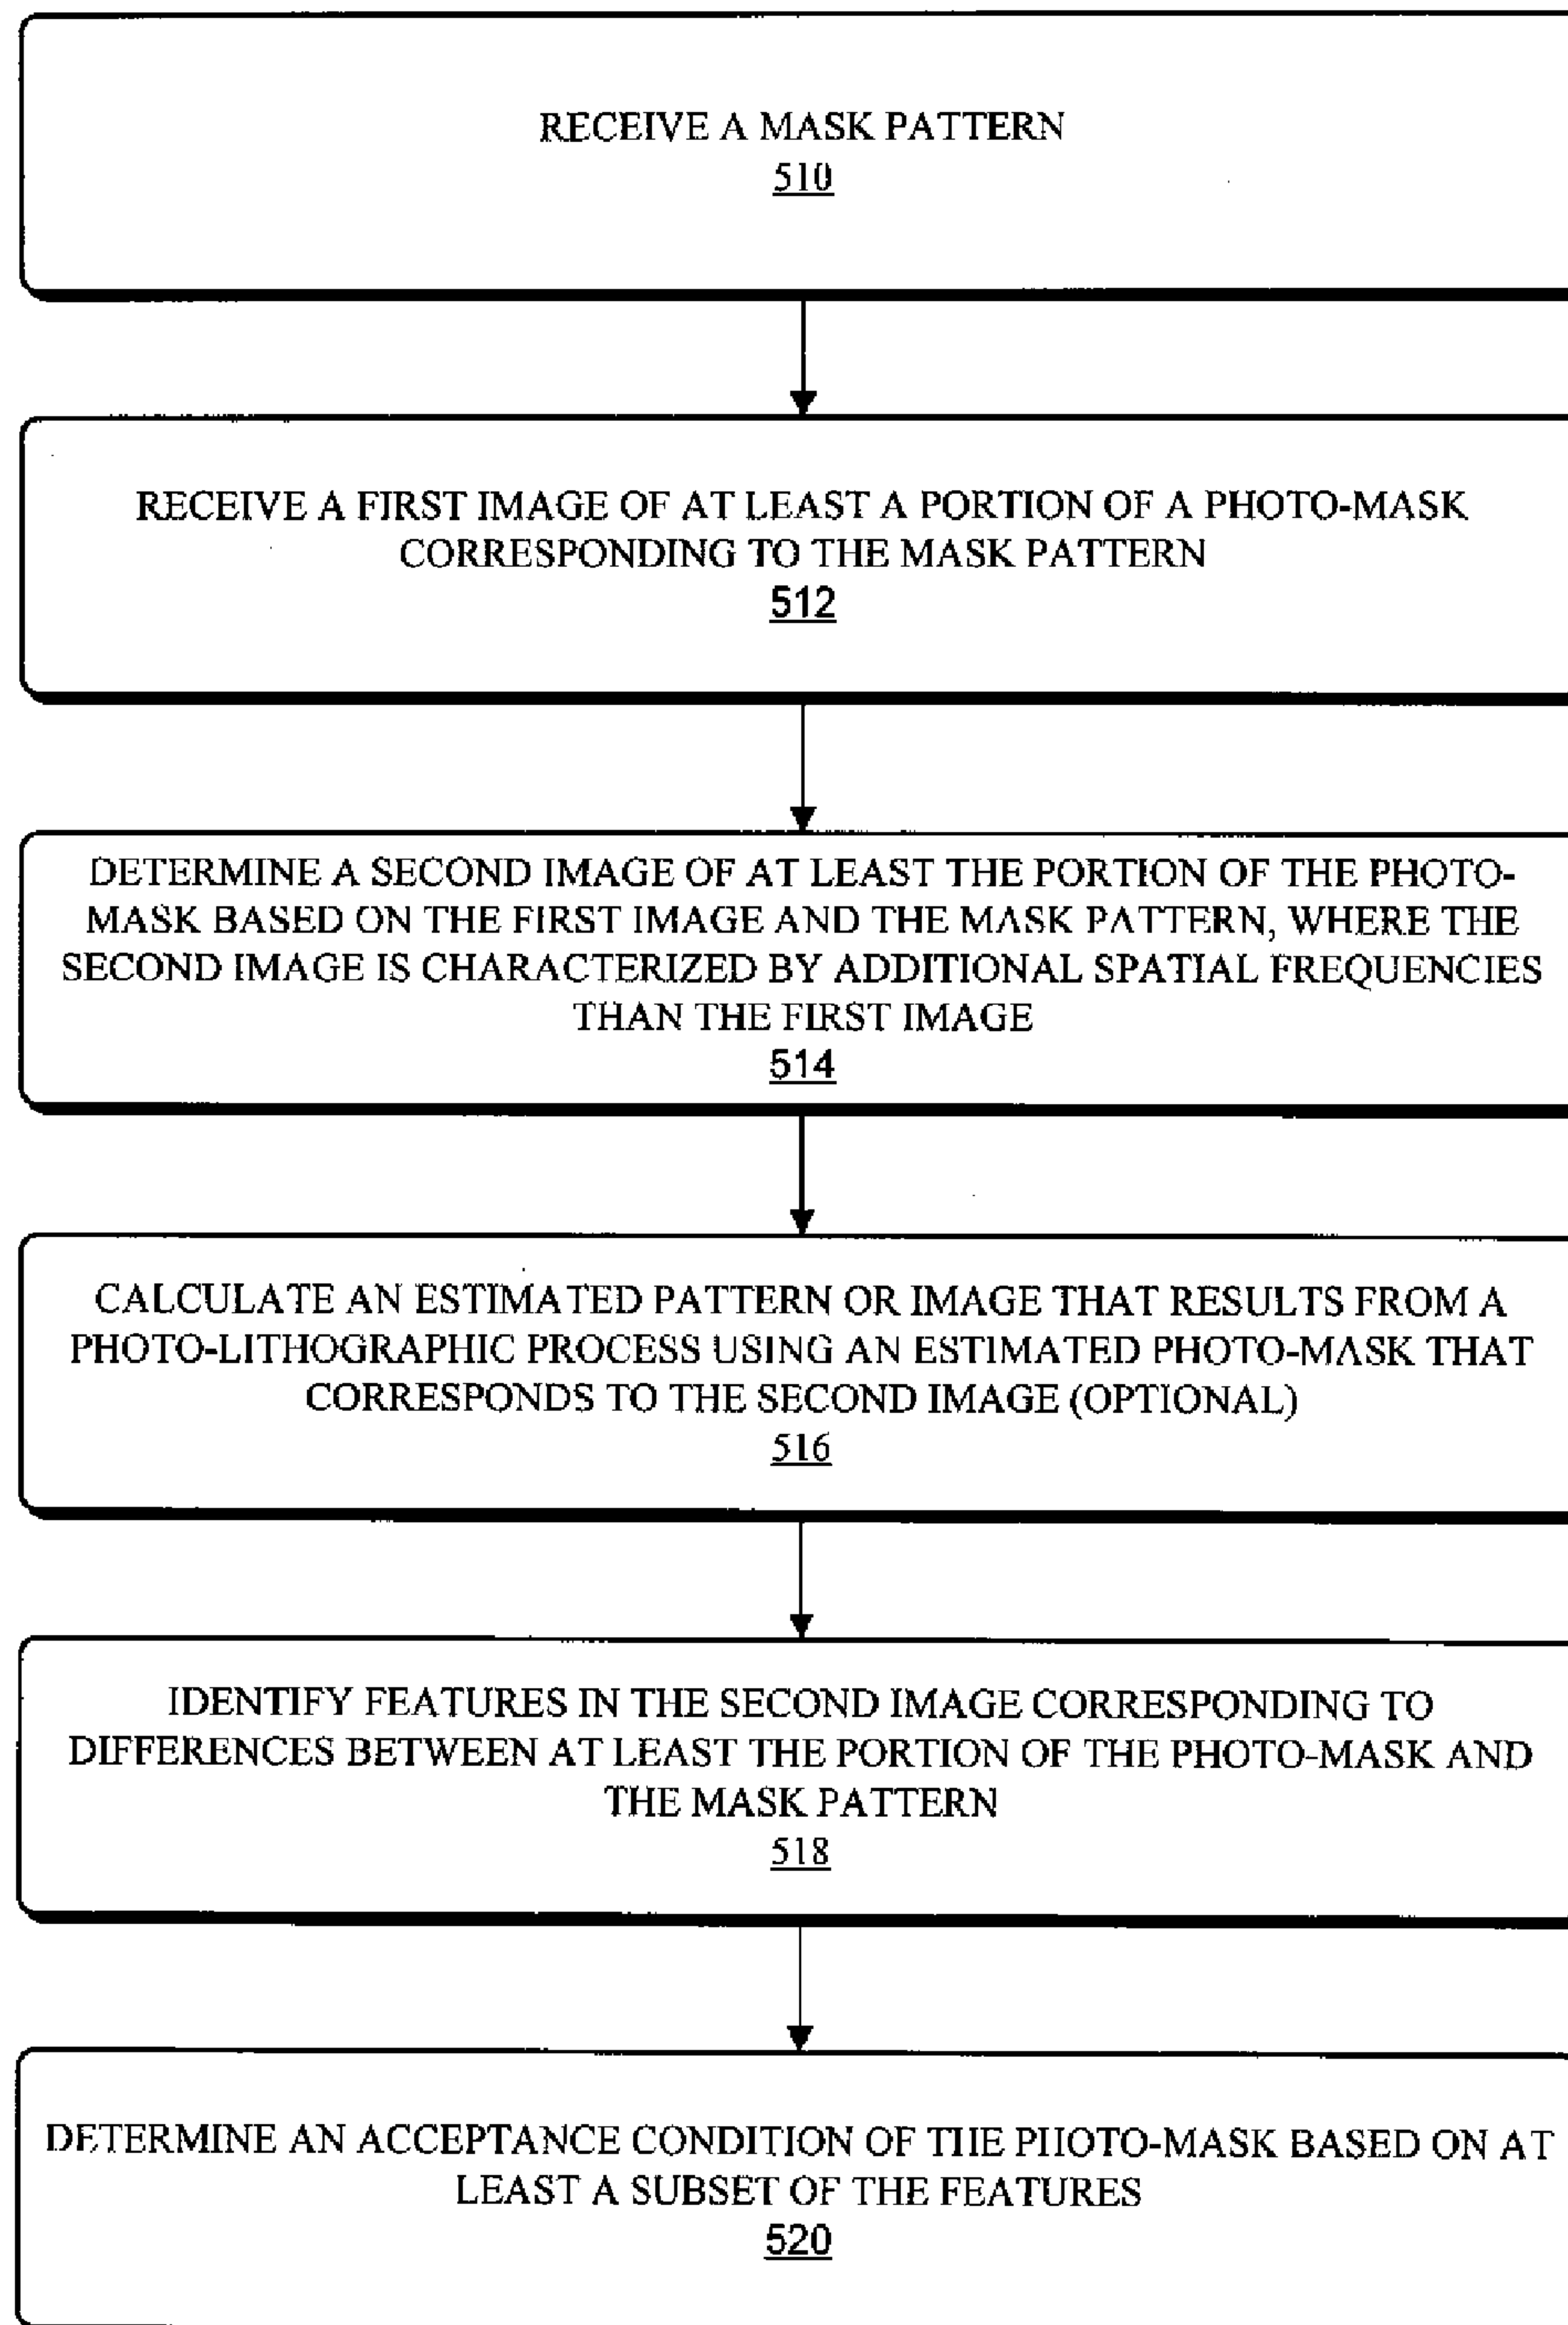 RECEIVE A MASK PATTERN
510
RECEIVE A FIRST IMAGE OF AT LEAST A PORTION OF A PHOTO-MASK
CORRESPONDING TO THE MASK PATTERN
512
DETERMINE A SECOND IMAGE OF AT LEAST THE PORTION OF THE PHOTO-
MASK BASED ON THE FIRST IMAGE AND THE MASK PATTERN, WHERE THE
SECOND IMAGE IS CHARACTERIZED BY ADDITIONAL SPATIAL FREQUENCIES
THAN THE FIRST IMAGE
514
CALCULATE AN ESTIMATED PATTERN OR IMAGE THAT RESULTS FROM A
PHOTO-LITHOGRAPHIC PROCESS USING AN ESTIMATED PHOTO-MASK THAT
CORRESPONDS TO THE SECOND IMAGE (OPTIONAL)
516
IDENTIFY FEATURES IN THE SECOND IMAGE CORRESPONDING TO
DIFFERENCES BETWEEN AT LEAST THE PORTION OF THE PHOTO-MASK AND
THE MASK PATTERN
518
DETERMINE AN ACCEPTANCE CONDITION OF THE PHOTO-MASK BASED ON AT
LEAST A SUBSET OF THE FEATURES
520